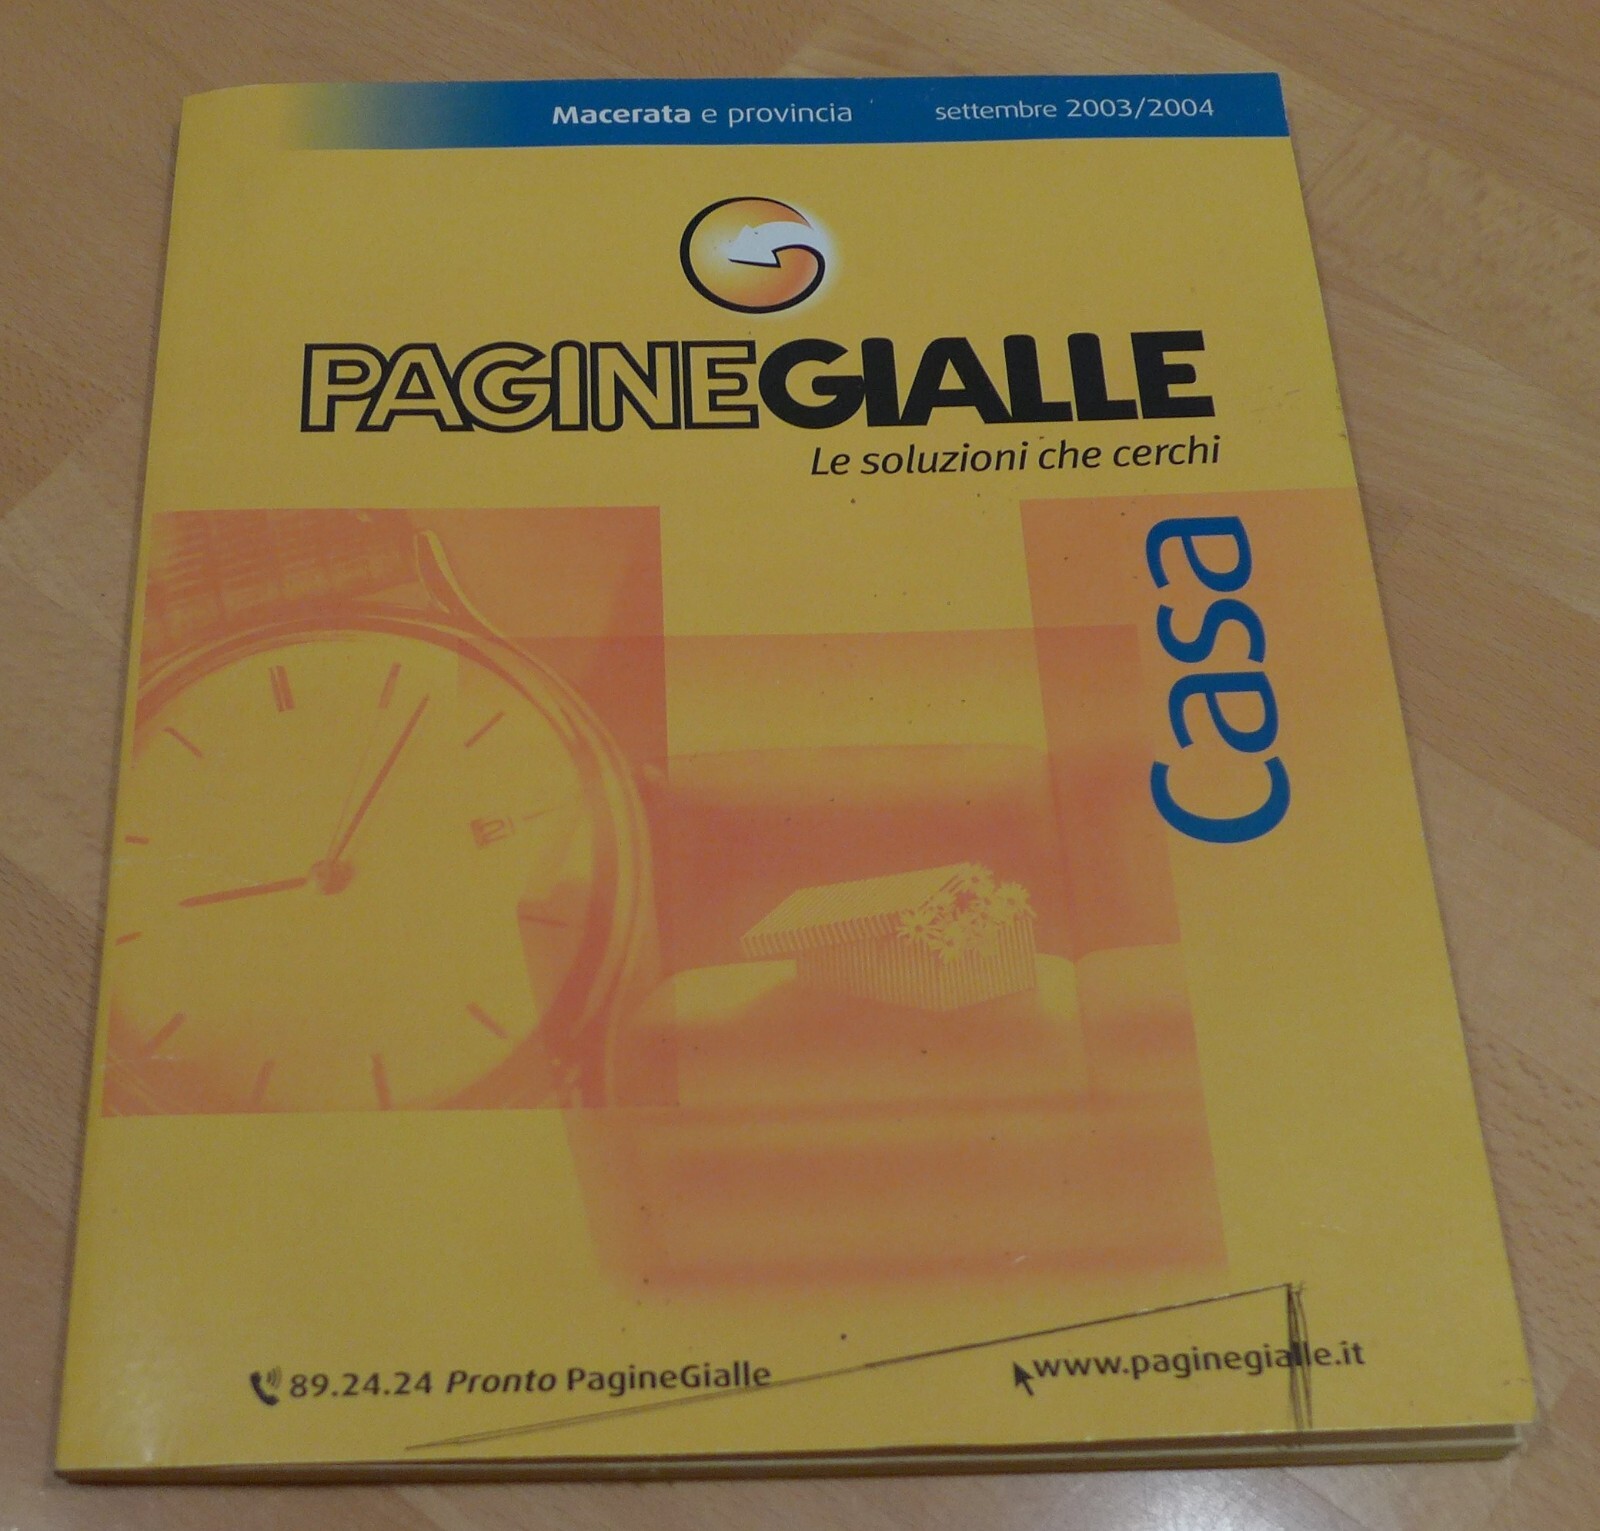 Macerata e provincia settembre 2003/2004
PAGINEGIALLE
Le soluzioni che cerchi
Casa
21
89.24.24 Pronto PagineGialle
www.paginegialle.it